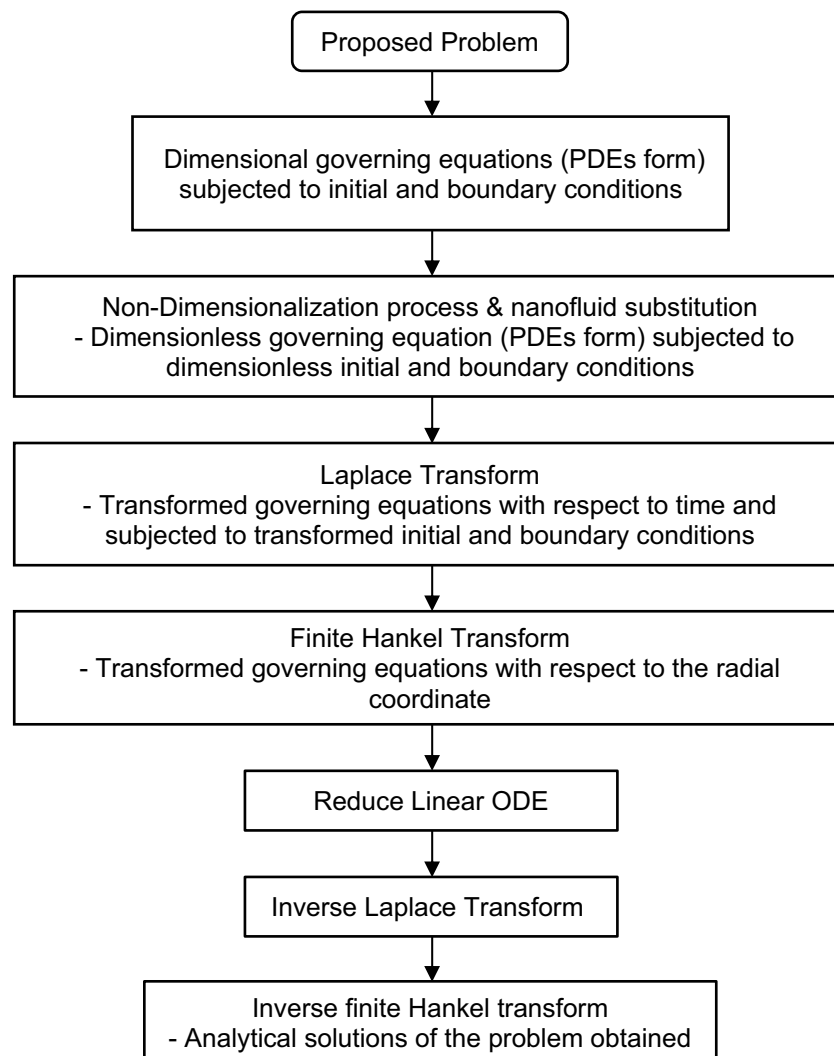 Proposed Problem
Dimensional governing equations (PDEs form)
subjected to initial and boundary conditions
Non-Dimensionalization process & nanofluid substitution
- Dimensionless governing equation (PDEs form) subjected to
dimensionless initial and boundary conditions
Laplace Transform
- Transformed governing equations with respect to time and
subjected to transformed initial and boundary conditions
Finite Hankel Transform
- Transformed governing equations with respect to the radial
coordinate
Reduce Linear ODE
Inverse Laplace Transform
Inverse finite Hankel transform
- Analytical solutions of the problem obtained